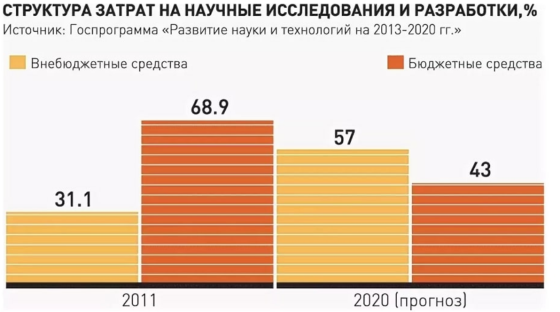 СТРУКТУРА ЗАТРАТ НА НАУЧНЫЕ ИССЛЕДОВАНИЯ И РАЗРАБОТКИ,%
Источник: Госпрограмма «Развитие науки и технологий на 2013-2020 гг.»
Внебюджетные средства
Бюджетные средства
68.9
57
31.1
43
2011
2020 (прогноз)